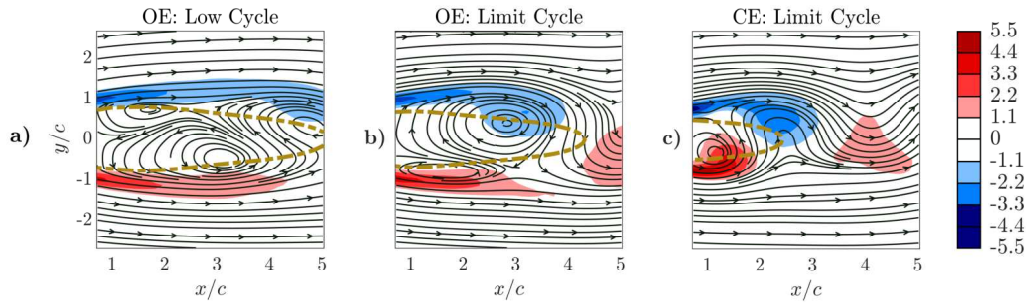 OE: Low Cycle
OE: Limit Cycle
CE: Limit Cycle
a)
b)
c)
y/c
2
1
0
-1
-2
1 2 3 4 5
1 2 3 4 5
1 2 3 4 5
x/c
x/c
x/c
5.5
4.4
3.3
2.2
1.1
0
-1.1
-2.2
-3.3
-4.4
-5.5